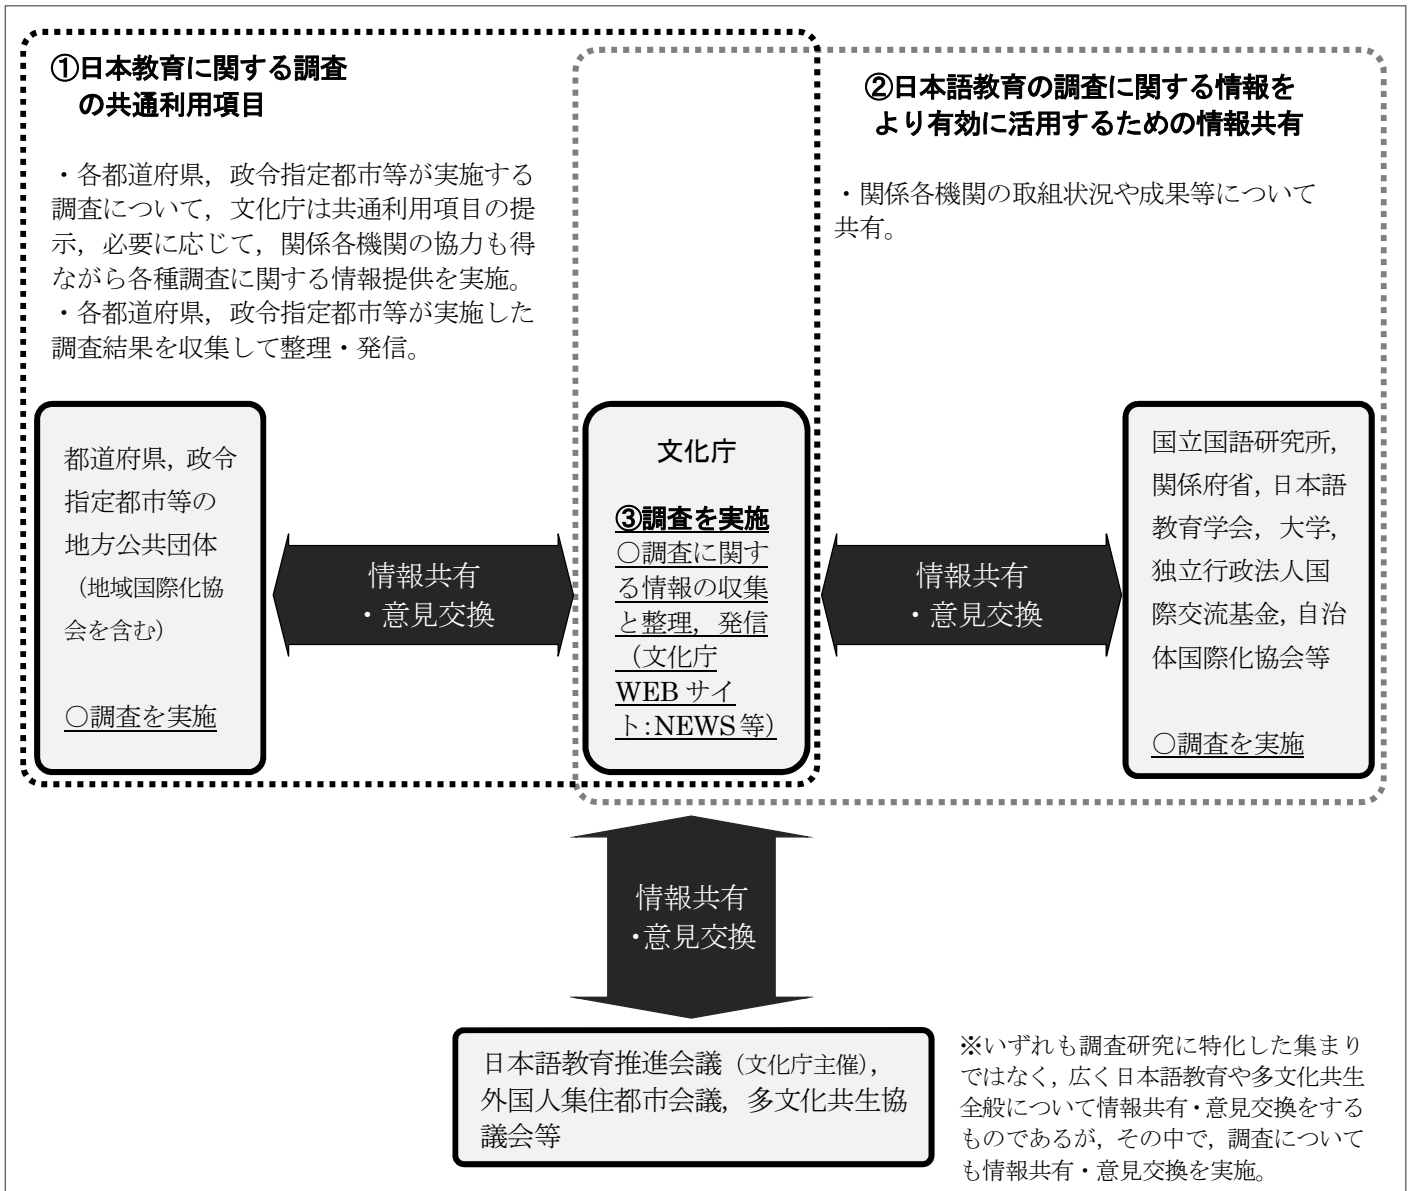 ①日本教育に関する調査
の共通利用項目
・各都道府県，政令指定都市等が実施する
調査について，文化庁は共通利用項目の提
示，必要に応じて，関係各機関の協力も得
ながら各種調査に関する情報提供を実施。
・各都道府県，政令指定都市等が実施した
調査結果を収集して整理・発信。
②日本語教育の調査に関する情報を
より有効に活用するための情報共有
・関係各機関の取組状況や成果等について
共有。
都道府県，政令
指定都市等の
地方公共団体
（地域国際化協
会を含む）
○調査を実施
情報共有
・意見交換
文化庁
③調査を実施
○調査に関す
る情報の収集
と整理，発信
（文化庁
WEB サイ
ト：NEWS 等）
情報共有
・意見交換
国立国語研究所，
関係府省，日本語
教育学会，大学，
独立行政法人国
際交流基金，自治
体国際化協会等
○調査を実施
情報共有
・意見交換
日本語教育推進会議（文化庁主催），
外国人集住都市会議，多文化共生協
議会等
※いずれも調査研究に特化した集まり
ではなく，広く日本語教育や多文化共生
全般について情報共有・意見交換をする
ものであるが，その中で，調査について
も情報共有・意見交換を実施。